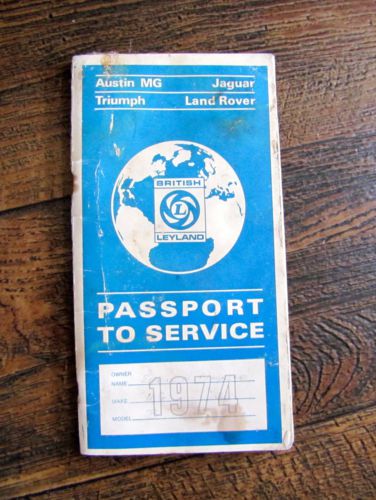 Austin MG Jaguar
Triumph Land Rover
BRITISH
L
LEYLAND
PASSPORT
TO SERVICE
OWNER
NAME
MAKE
MODEL
1974